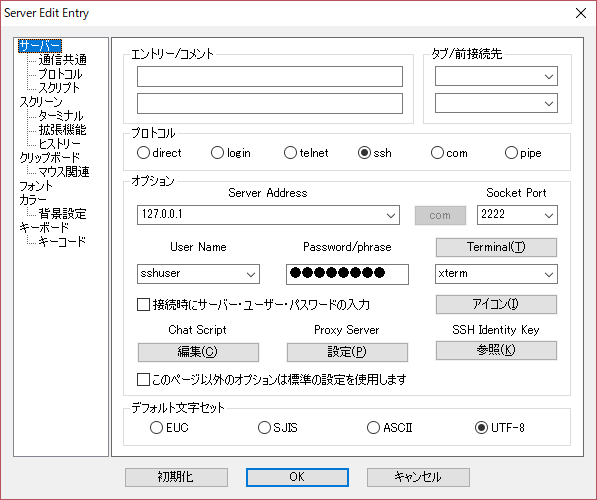 Server Edit Entry
サーバー
通信共通
プロトコル
スクリプト
スクリーン
ターミナル
拡張機能
ヒストリー
クリップボード
マウス関連
フォント
カラー
背景設定
キーボード
キーコード
エントリー/コメント
タブ/前接続先
プロトコル
direct
login
telnet
ssh
com
pipe
オプション
Server Address
Socket Port
127.0.0.1
com
2222
User Name
Password/phrase
Terminal(T)
sshuser
●●●●●●●●
xterm
接続時にサーバー・ユーザー・パスワードの入力
アイコン(I)
Chat Script
Proxy Server
SSH Identity Key
編集(C)
設定(P)
参照(K)
このページ以外のオプションは標準の設定を使用します
デフォルト文字セット
EUC
SJIS
ASCII
UTF-8
初期化
OK
キャンセル